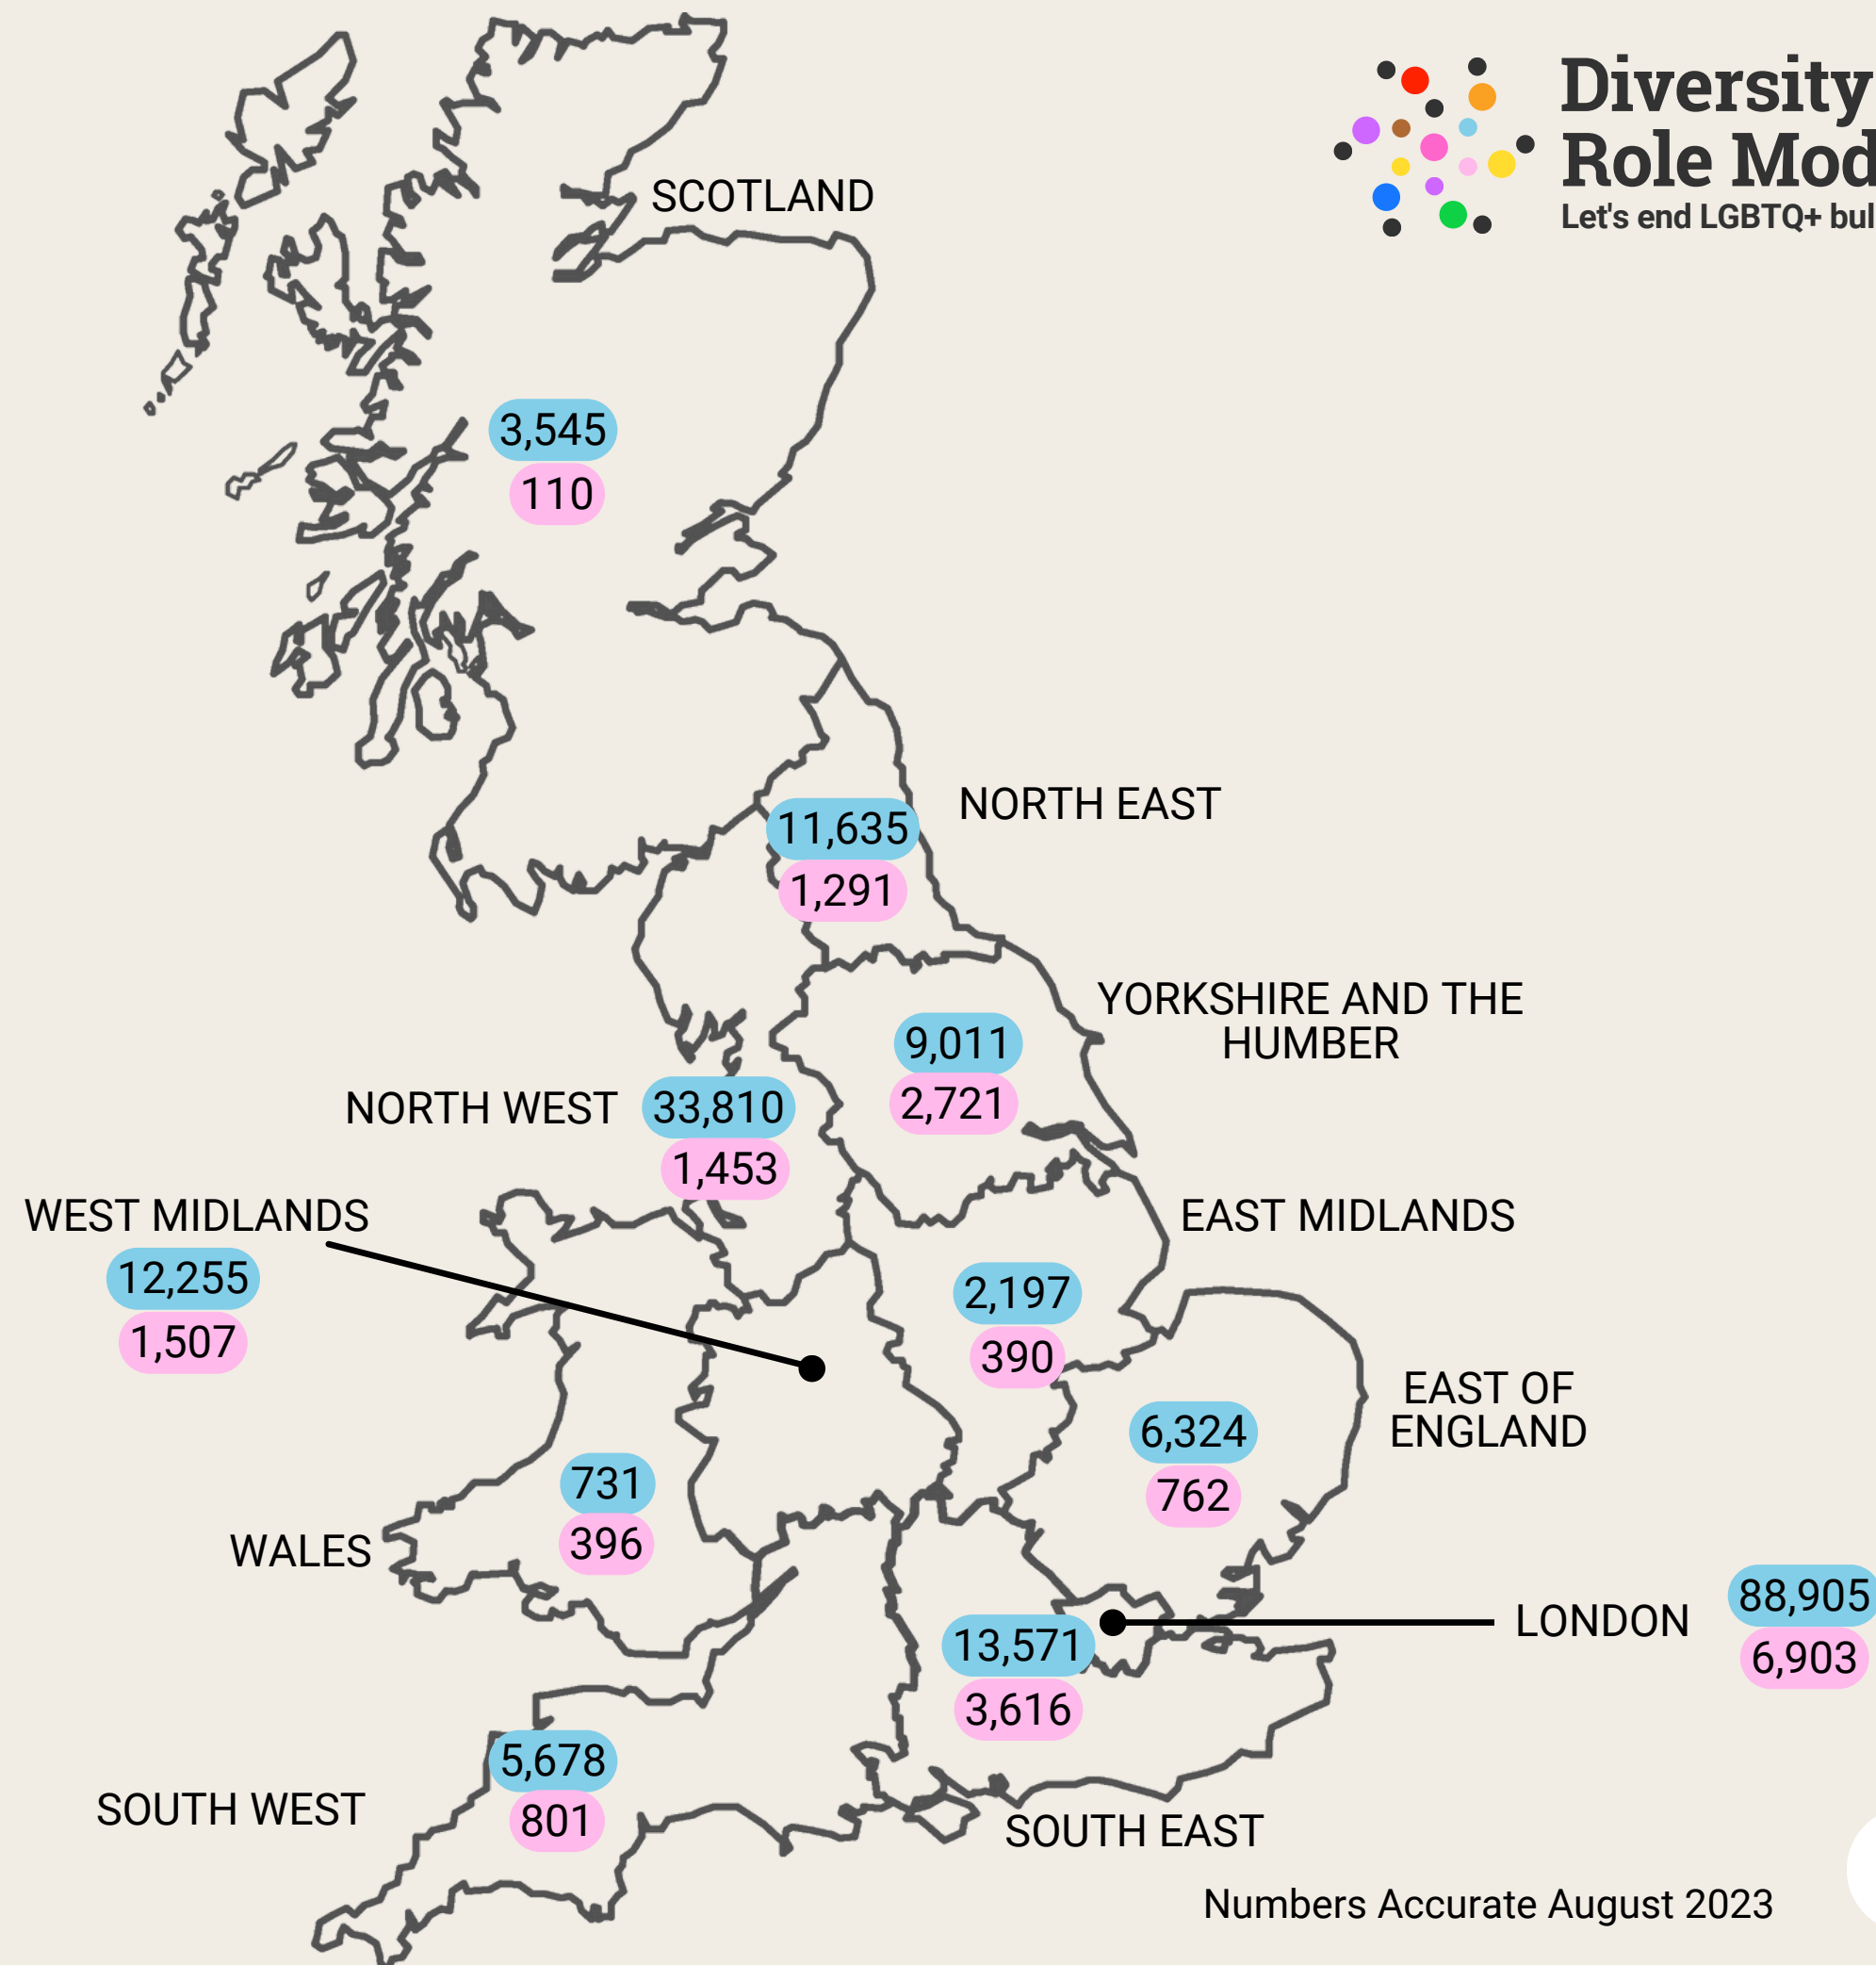 Diversity
Role Mod
Let's end LGBTQ+ bul
SCOTLAND
3,545
110
NORTH EAST
11,635
1,291
YORKSHIRE AND THE
HUMBER
9,011
2,721
NORTH WEST
33,810
1,453
WEST MIDLANDS
12,255
1,507
EAST MIDLANDS
2,197
390
EAST OF
ENGLAND
6,324
762
WALES
731
396
LONDON
88,905
6,903
13,571
3,616
SOUTH EAST
SOUTH WEST
5,678
801
Numbers Accurate August 2023